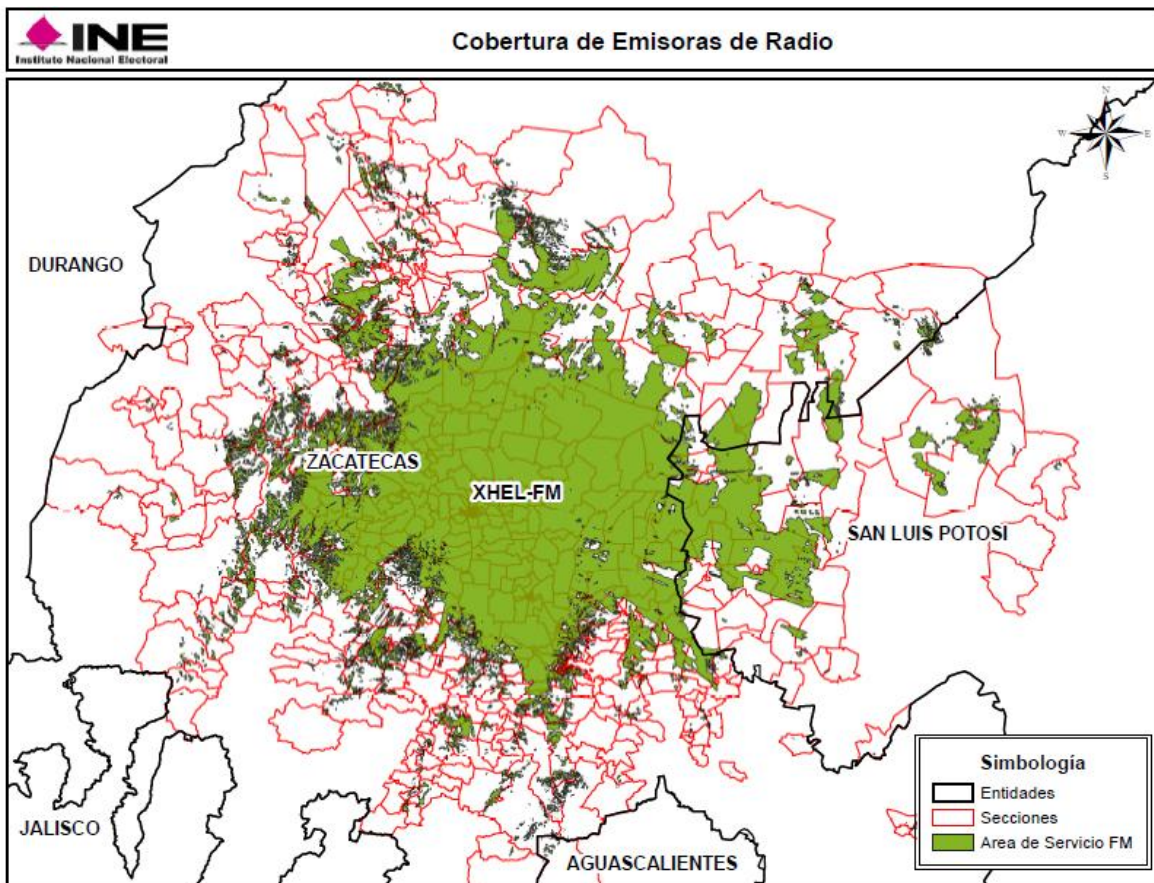 INE
Instituto Nacional Electoral
Cobertura de Emisoras de Radio
N
W
E
S
DURANGO
ZACATECAS
XHEL-FM
SAN LUIS POTOSI
JALISCO
AGUASCALIENTES
Simbología
Entidades
Secciones
Area de Servicio FM